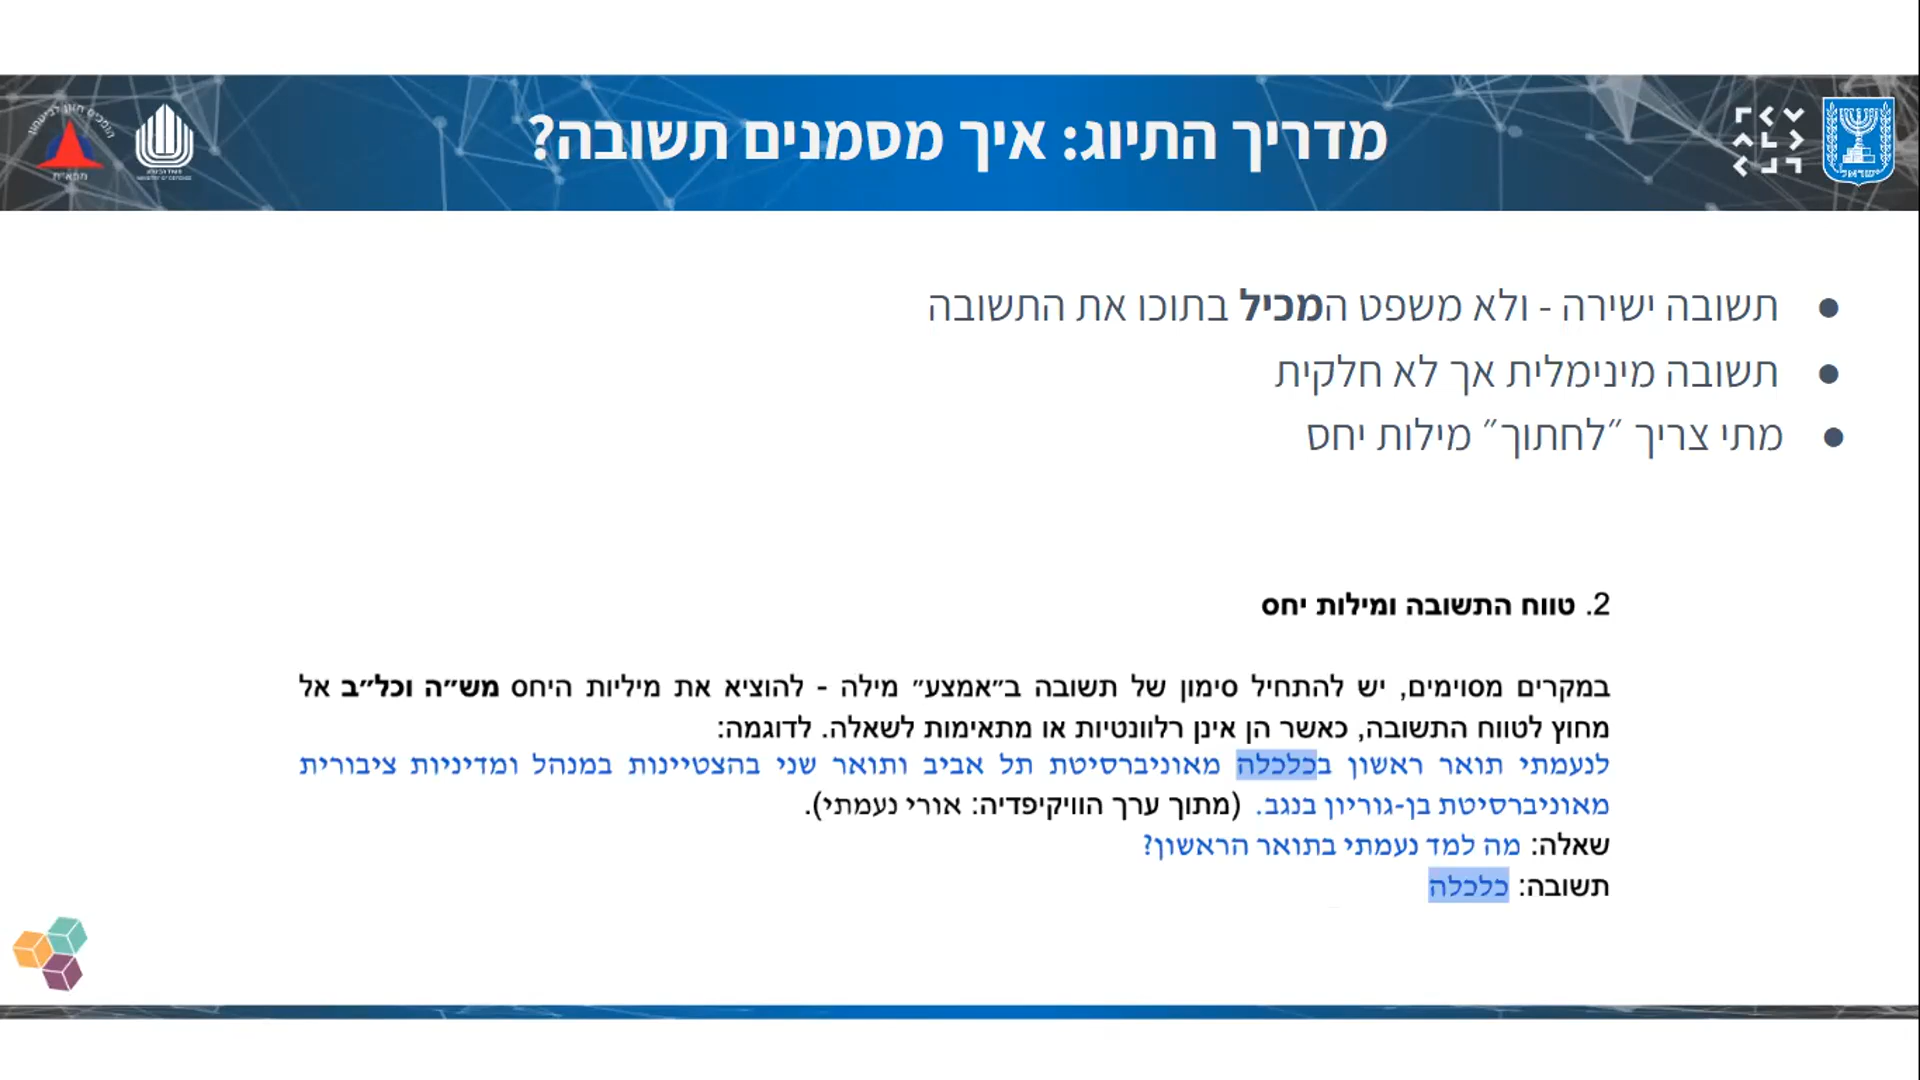 מדריך התיוג: איך מסמנים תשובה?
מפא״ת
ישראל
● תשובה ישירה - ולא משפט המכיל בתוכו את התשובה
● תשובה מינימלית אך לא חלקית
● מתי צריך ״לחתוך״ מילות יחס
2. טווח התשובה ומילות יחס
במקרים מסוימים, יש להתחיל סימון של תשובה ב״אמצע״ מילה - להוציא את מיליות היחס מש״ה וכל״ב אל
מחוץ לטווח התשובה, כאשר הן אינן רלוונטיות או מתאימות לשאלה. לדוגמה:
לנעמתי תואר ראשון בכלכלה מאוניברסיטת תל אביב ותואר שני בהצטיינות במנהל ומדיניות ציבורית
מאוניברסיטת בן-גוריון בנגב. (מתוך ערך הוויקיפדיה: אורי נעמתי).
שאלה: מה למד נעמתי בתואר הראשון?
תשובה: כלכלה